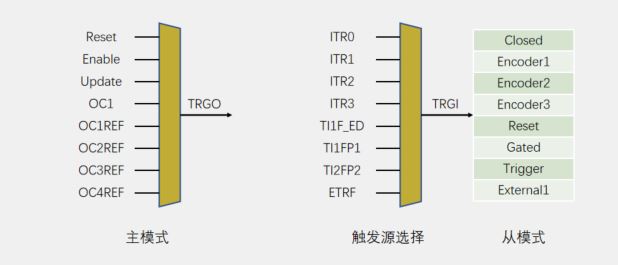 Reset
Enable
Update
OC1
OC1REF
OC2REF
OC3REF
OC4REF
TRGO
主模式
ITR0
ITR1
ITR2
ITR3
TI1F_ED
TI1FP1
TI2FP2
ETRF
TRGI
触发源选择
Closed
Encoder1
Encoder2
Encoder3
Reset
Gated
Trigger
External1
从模式